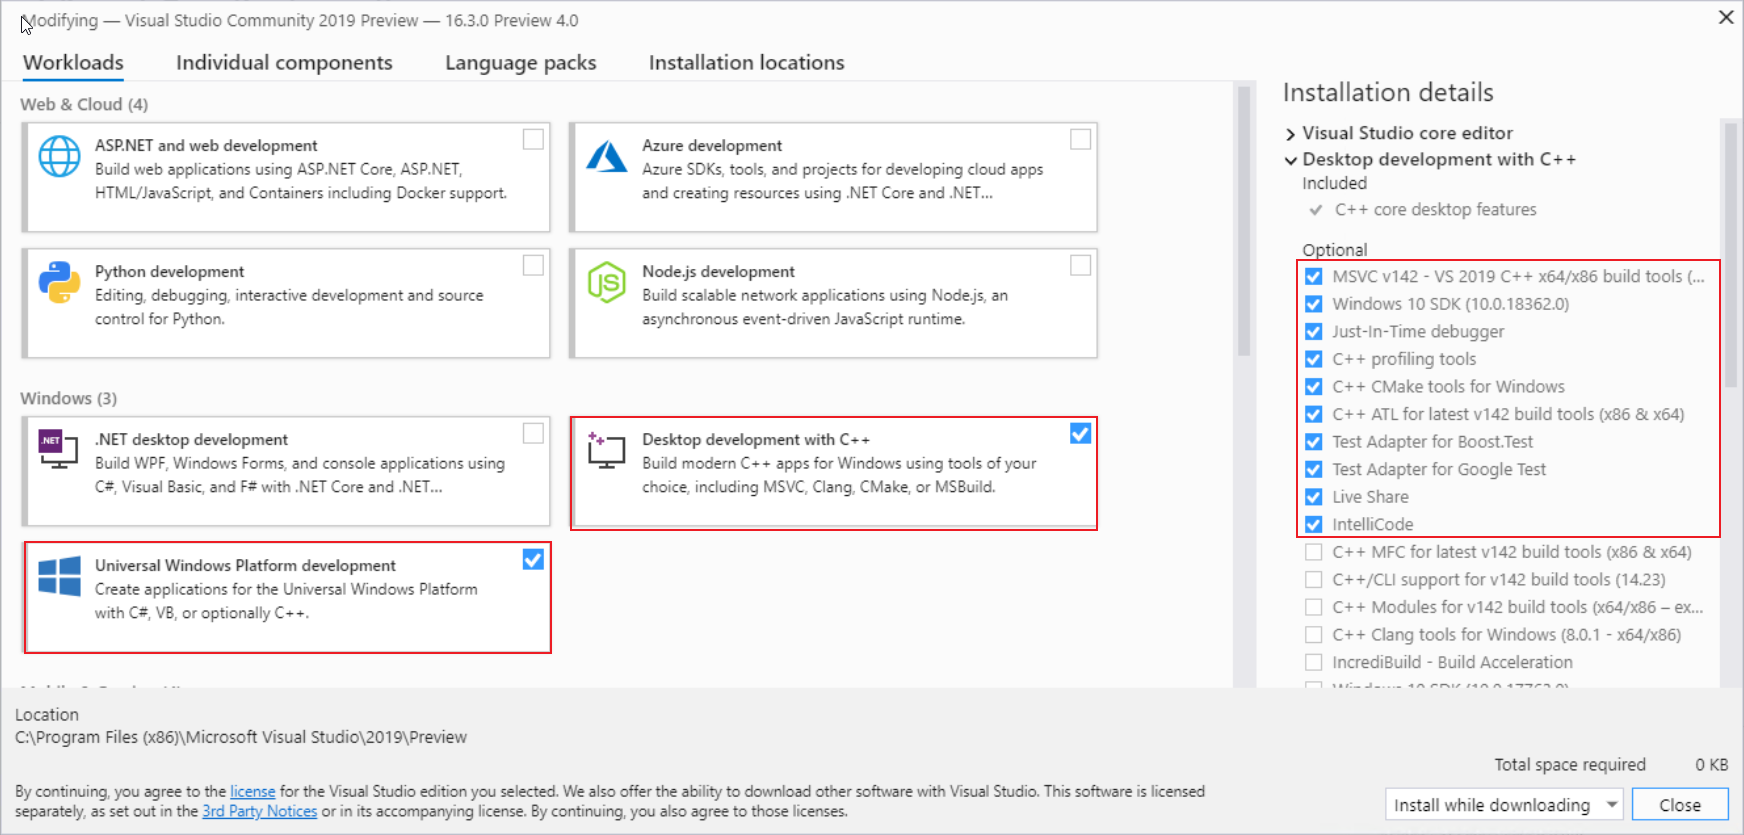 Modifying — Visual Studio Community 2019 Preview — 16.3.0 Preview 4.0
Workloads
Individual components
Language packs
Installation locations
Web & Cloud (4)
ASP.NET and web development
Build web applications using ASP.NET Core, ASP.NET,
HTML/JavaScript, and Containers including Docker support.
Azure development
Azure SDKs, tools, and projects for developing cloud apps
and creating resources using .NET Core and .NET...
Python development
Editing, debugging, interactive development and source
control for Python.
JS
Node.js development
Build scalable network applications using Node.js, an
asynchronous event-driven JavaScript runtime.
Windows (3)
.NET
.NET desktop development
Build WPF, Windows Forms, and console applications using
C#, Visual Basic, and F# with .NET Core and .NET...
Desktop development with C++
Build modern C++ apps for Windows using tools of your
choice, including MSVC, Clang, CMake, or MSBuild.
Universal Windows Platform development
Create applications for the Universal Windows Platform
with C#, VB, or optionally C++.
Installation details
Visual Studio core editor
Desktop development with C++
Included
C++ core desktop features
Optional
MSVC v142 - VS 2019 C++ x64/x86 build tools (...
Windows 10 SDK (10.0.18362.0)
Just-In-Time debugger
C++ profiling tools
C++ CMake tools for Windows
C++ ATL for latest v142 build tools (x86 & x64)
Test Adapter for Boost.Test
Test Adapter for Google Test
Live Share
IntelliCode
C++ MFC for latest v142 build tools (x86 & x64)
C++/CLI support for v142 build tools (14.23)
C++ Modules for v142 build tools (x64/x86 – ex...
C++ Clang tools for Windows (8.0.1 - x64/x86)
IncrediBuild - Build Acceleration
Windows 10 SDK (10.0.17763.0)
Location
C:\Program Files (x86)\Microsoft Visual Studio\2019\Preview
Total space required 0 KB
By continuing, you agree to the license for the Visual Studio edition you selected. We also offer the ability to download other software with Visual Studio. This software is licensed
separately, as set out in the 3rd Party Notices or in its accompanying license. By continuing, you also agree to those licenses.
Install while downloading
Close